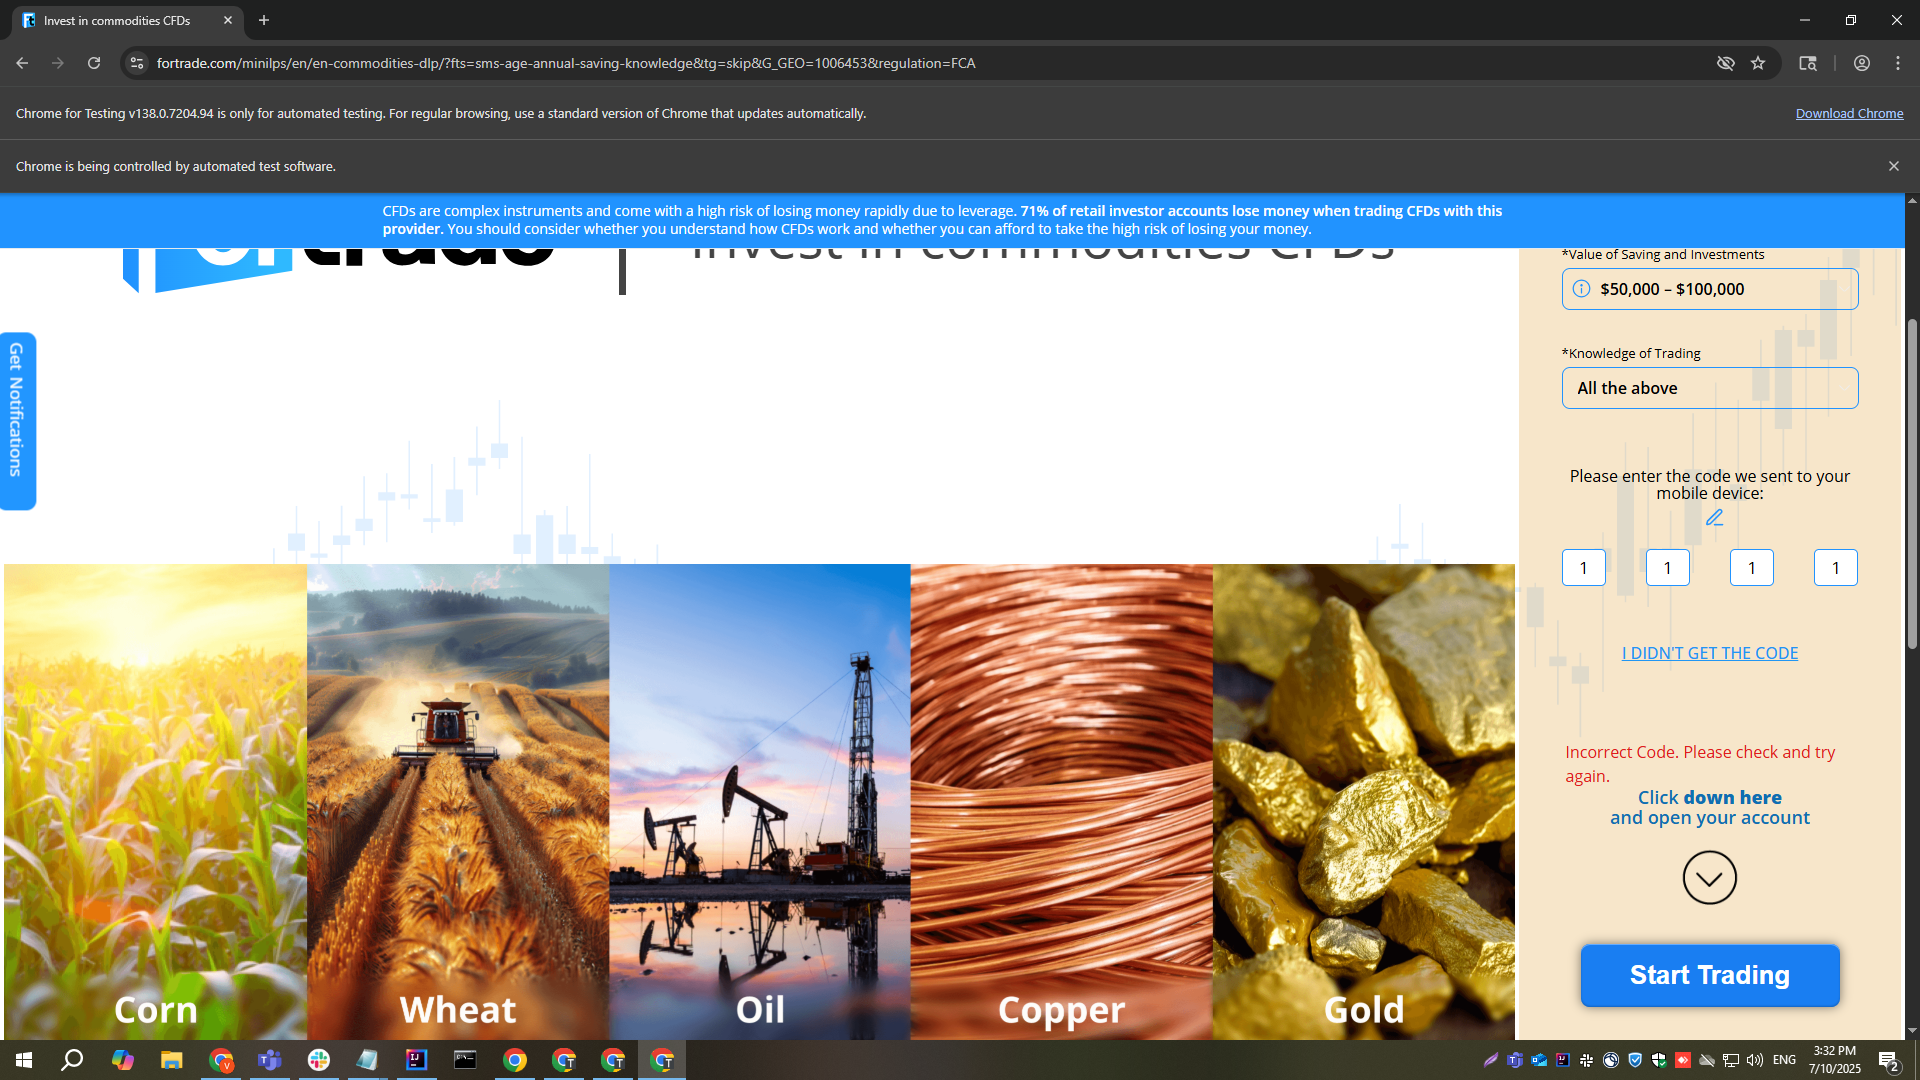 Invest in commodities CFDs
fortrade.com/minilps/en/en-commodities-dlp/?fts=sms-age-annual-saving-knowledge&tg=skip&G_GEO=1006453&regulation=FCA
Chrome for Testing v138.0.7204.94 is only for automated testing. For regular browsing, use a standard version of Chrome that updates automatically.
Download Chrome
Chrome is being controlled by automated test software.
CFDs are complex instruments and come with a high risk of losing money rapidly due to leverage. 71% of retail investor accounts lose money when trading CFDs with this
provider. You should consider whether you understand how CFDs work and whether you can afford to take the high risk of losing your money.
fortrade
Invest in commodities CFDs
Get Notifications
*Value of Saving and Investments
$50,000 – $100,000
*Knowledge of Trading
All the above
Please enter the code we sent to your
mobile device:
1 1 1 1
I DIDN'T GET THE CODE
Incorrect Code. Please check and try
again.
Click down here
and open your account
Start Trading
Corn
Wheat
Oil
Copper
Gold
ENG
3:32 PM
7/10/2025
2